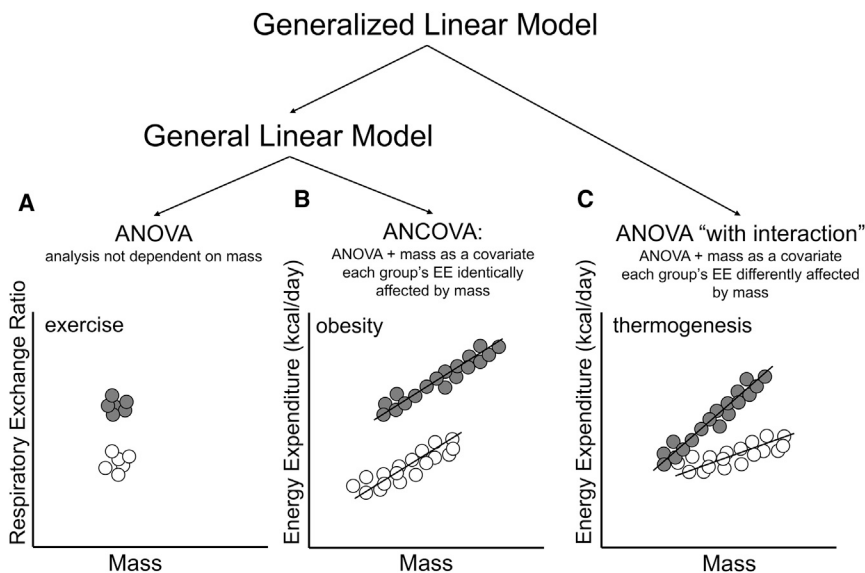 Generalized Linear Model
General Linear Model
A
ANOVA
analysis not dependent on mass
exercise
Respiratory Exchange Ratio
Mass
B
ANCOVA:
ANOVA + mass as a covariate
each group's EE identically
affected by mass
obesity
Energy Expenditure (kcal/day)
Mass
C
ANOVA “with interaction”
ANOVA + mass as a covariate
each group's EE differently affected
by mass
thermogenesis
Energy Expenditure (kcal/day)
Mass